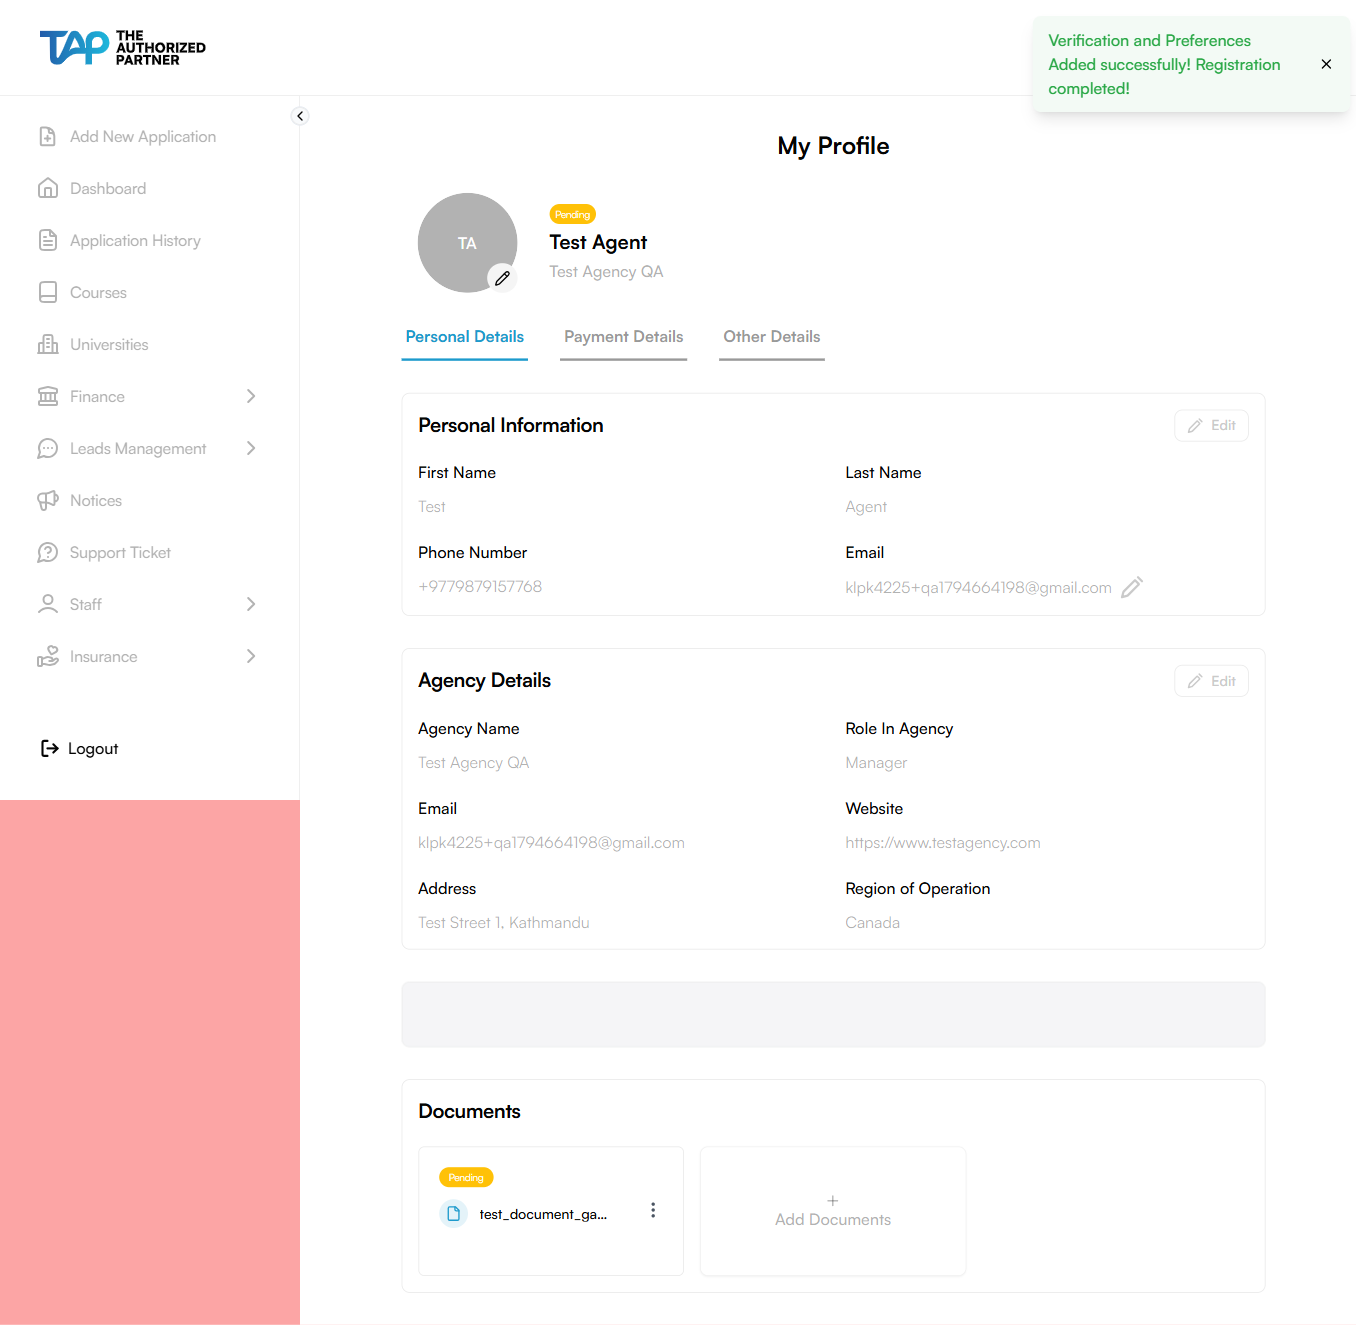 TAP THE AUTHORIZED PARTNER
Verification and Preferences
Added successfully! Registration
completed!
Add New Application
Dashboard
Application History
Courses
Universities
Finance
Leads Management
Notices
Support Ticket
Staff
Insurance
Logout
My Profile
TA
Pending
Test Agent
Test Agency QA
Personal Details
Payment Details
Other Details
Personal Information
Edit
First Name
Last Name
Test
Agent
Phone Number
Email
+9779879157768
klpk4225+qa1794664198@gmail.com
Agency Details
Edit
Agency Name
Role In Agency
Test Agency QA
Manager
Email
Website
klpk4225+qa1794664198@gmail.com
https://www.testagency.com
Address
Region of Operation
Test Street 1, Kathmandu
Canada
Documents
Pending
test_document_ga...
+
Add Documents